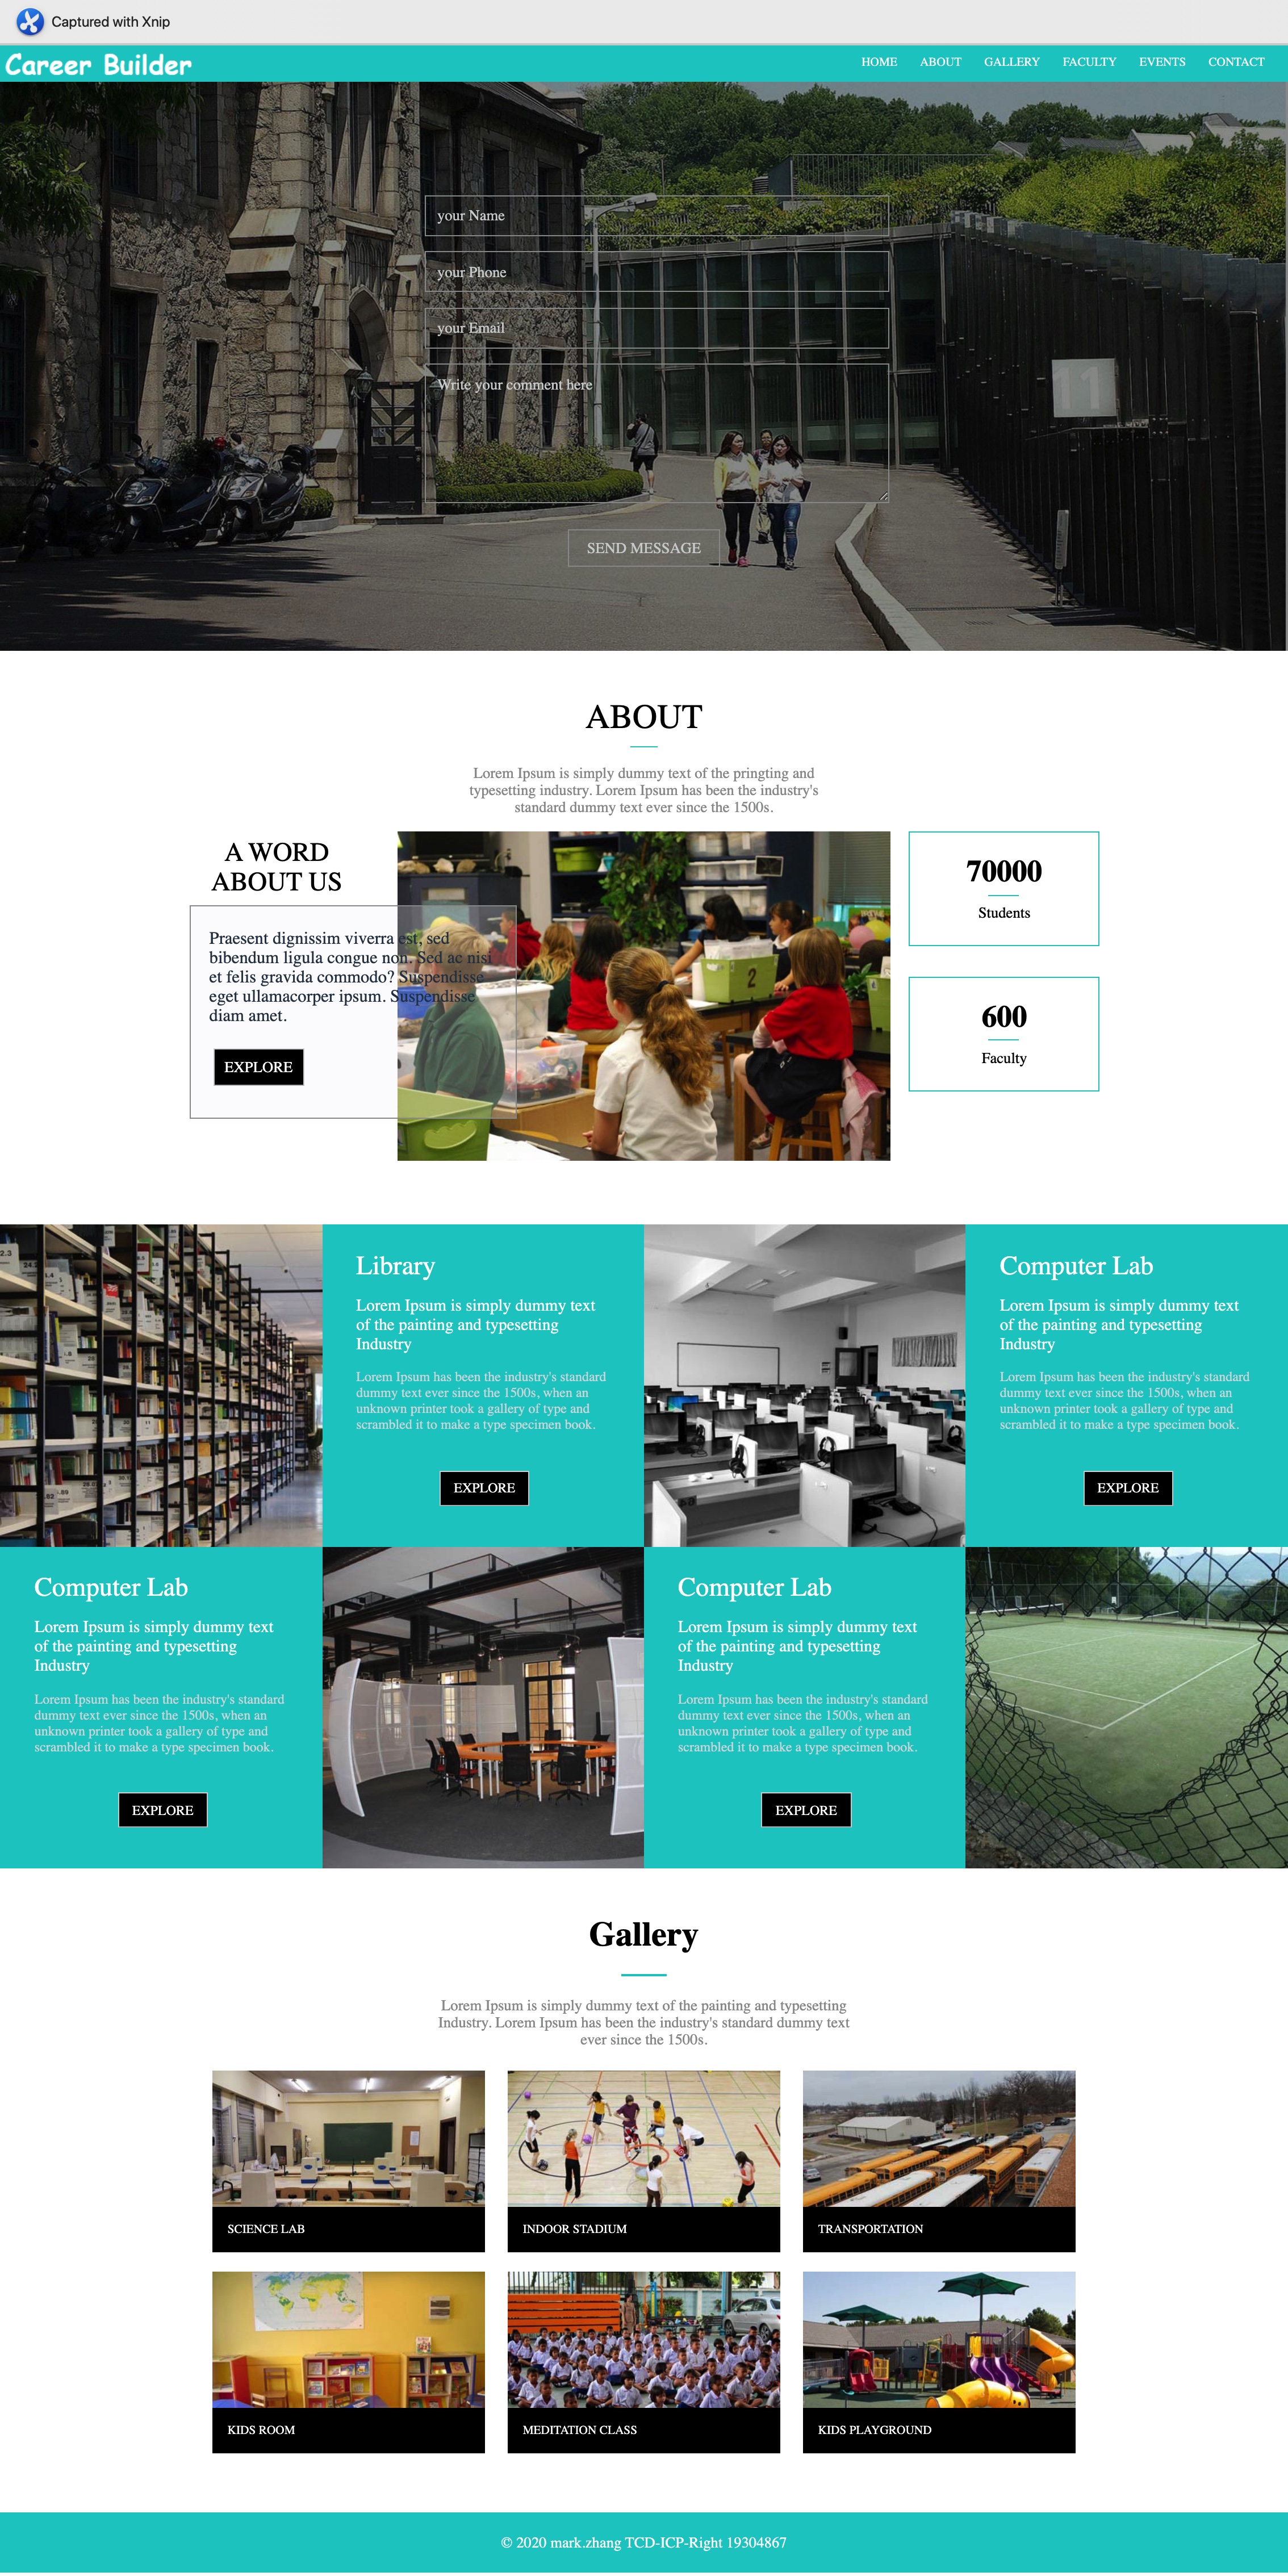 Captured with Xnip
Career Builder
HOME ABOUT GALLERY FACULTY EVENTS CONTACT
your Name
your Phone
your Email
Write your comment here
11
SEND MESSAGE
ABOUT
Lorem Ipsum is simply dummy text of the pringting and
typesetting industry. Lorem Ipsum has been the industry's
standard dummy text ever since the 1500s.
A WORD
ABOUT US
Praesent dignissim viverra est, sed
bibendum ligula congue non. Sed ac nisi
et felis gravida commodo? Suspendisse
eget ullamacorper ipsum. Suspendisse
diam amet.
EXPLORE
2
70000
Students
600
Faculty
Library
Lorem Ipsum is simply dummy text
of the painting and typesetting
Industry
Lorem Ipsum has been the industry's standard
dummy text ever since the 1500s, when an
unknown printer took a gallery of type and
scrambled it to make a type specimen book.
EXPLORE
Computer Lab
Lorem Ipsum is simply dummy text
of the painting and typesetting
Industry
Lorem Ipsum has been the industry's standard
dummy text ever since the 1500s, when an
unknown printer took a gallery of type and
scrambled it to make a type specimen book.
EXPLORE
Computer Lab
Lorem Ipsum is simply dummy text
of the painting and typesetting
Industry
Lorem Ipsum has been the industry's standard
dummy text ever since the 1500s, when an
unknown printer took a gallery of type and
scrambled it to make a type specimen book.
EXPLORE
Computer Lab
Lorem Ipsum is simply dummy text
of the painting and typesetting
Industry
Lorem Ipsum has been the industry's standard
dummy text ever since the 1500s, when an
unknown printer took a gallery of type and
scrambled it to make a type specimen book.
EXPLORE
Gallery
Lorem Ipsum is simply dummy text of the painting and typesetting
Industry. Lorem Ipsum has been the industry's standard dummy text
ever since the 1500s.
SCIENCE LAB
INDOOR STADIUM
TRANSPORTATION
KIDS ROOM
MEDITATION CLASS
KIDS PLAYGROUND
© 2020 mark.zhang TCD-ICP-Right 19304867